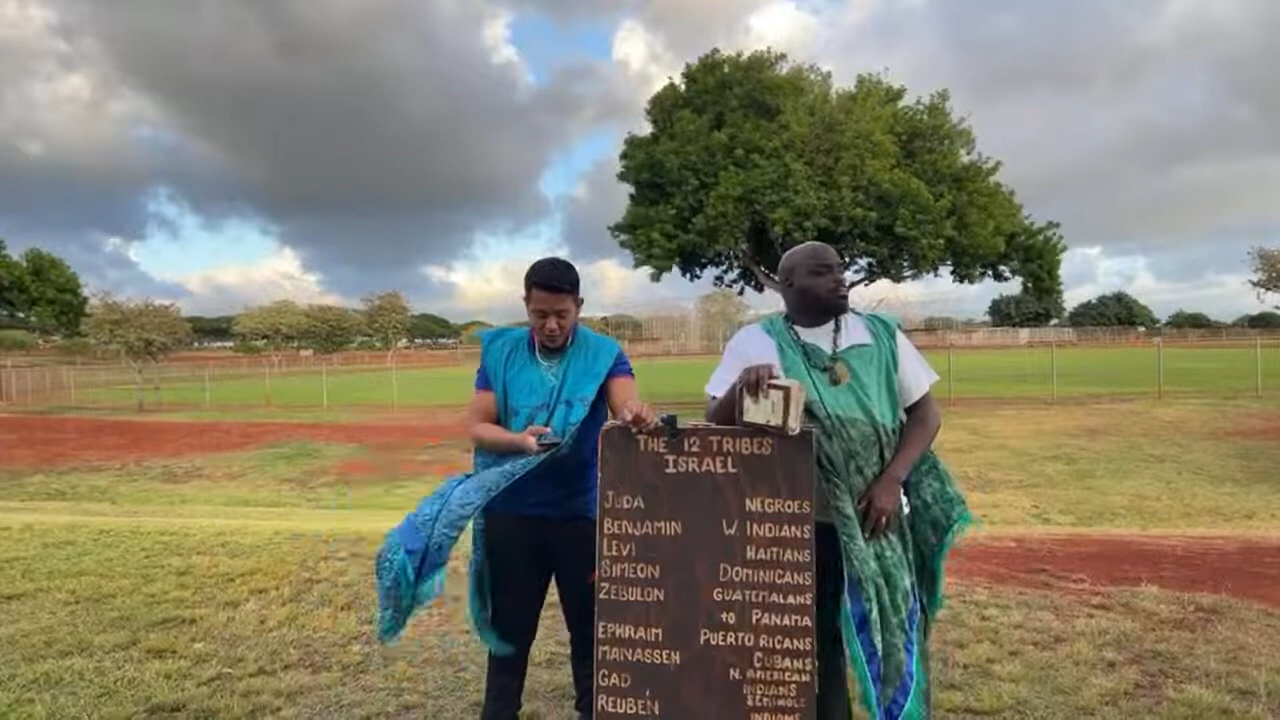 THE 12 TRIBES
ISRAEL
JUDA NEGROES
BENJAMIN W. INDIANS
LEVI HAITIANS
SIMEON DOMINICANS
ZEBULON GUATEMALANS
to PANAMA
EPHRAIM PUERTO RICANS
MANASSEH CUBANS
GAD N. AMERICAN
INDIANS
REUBEN SEMINOLE
INDIANS